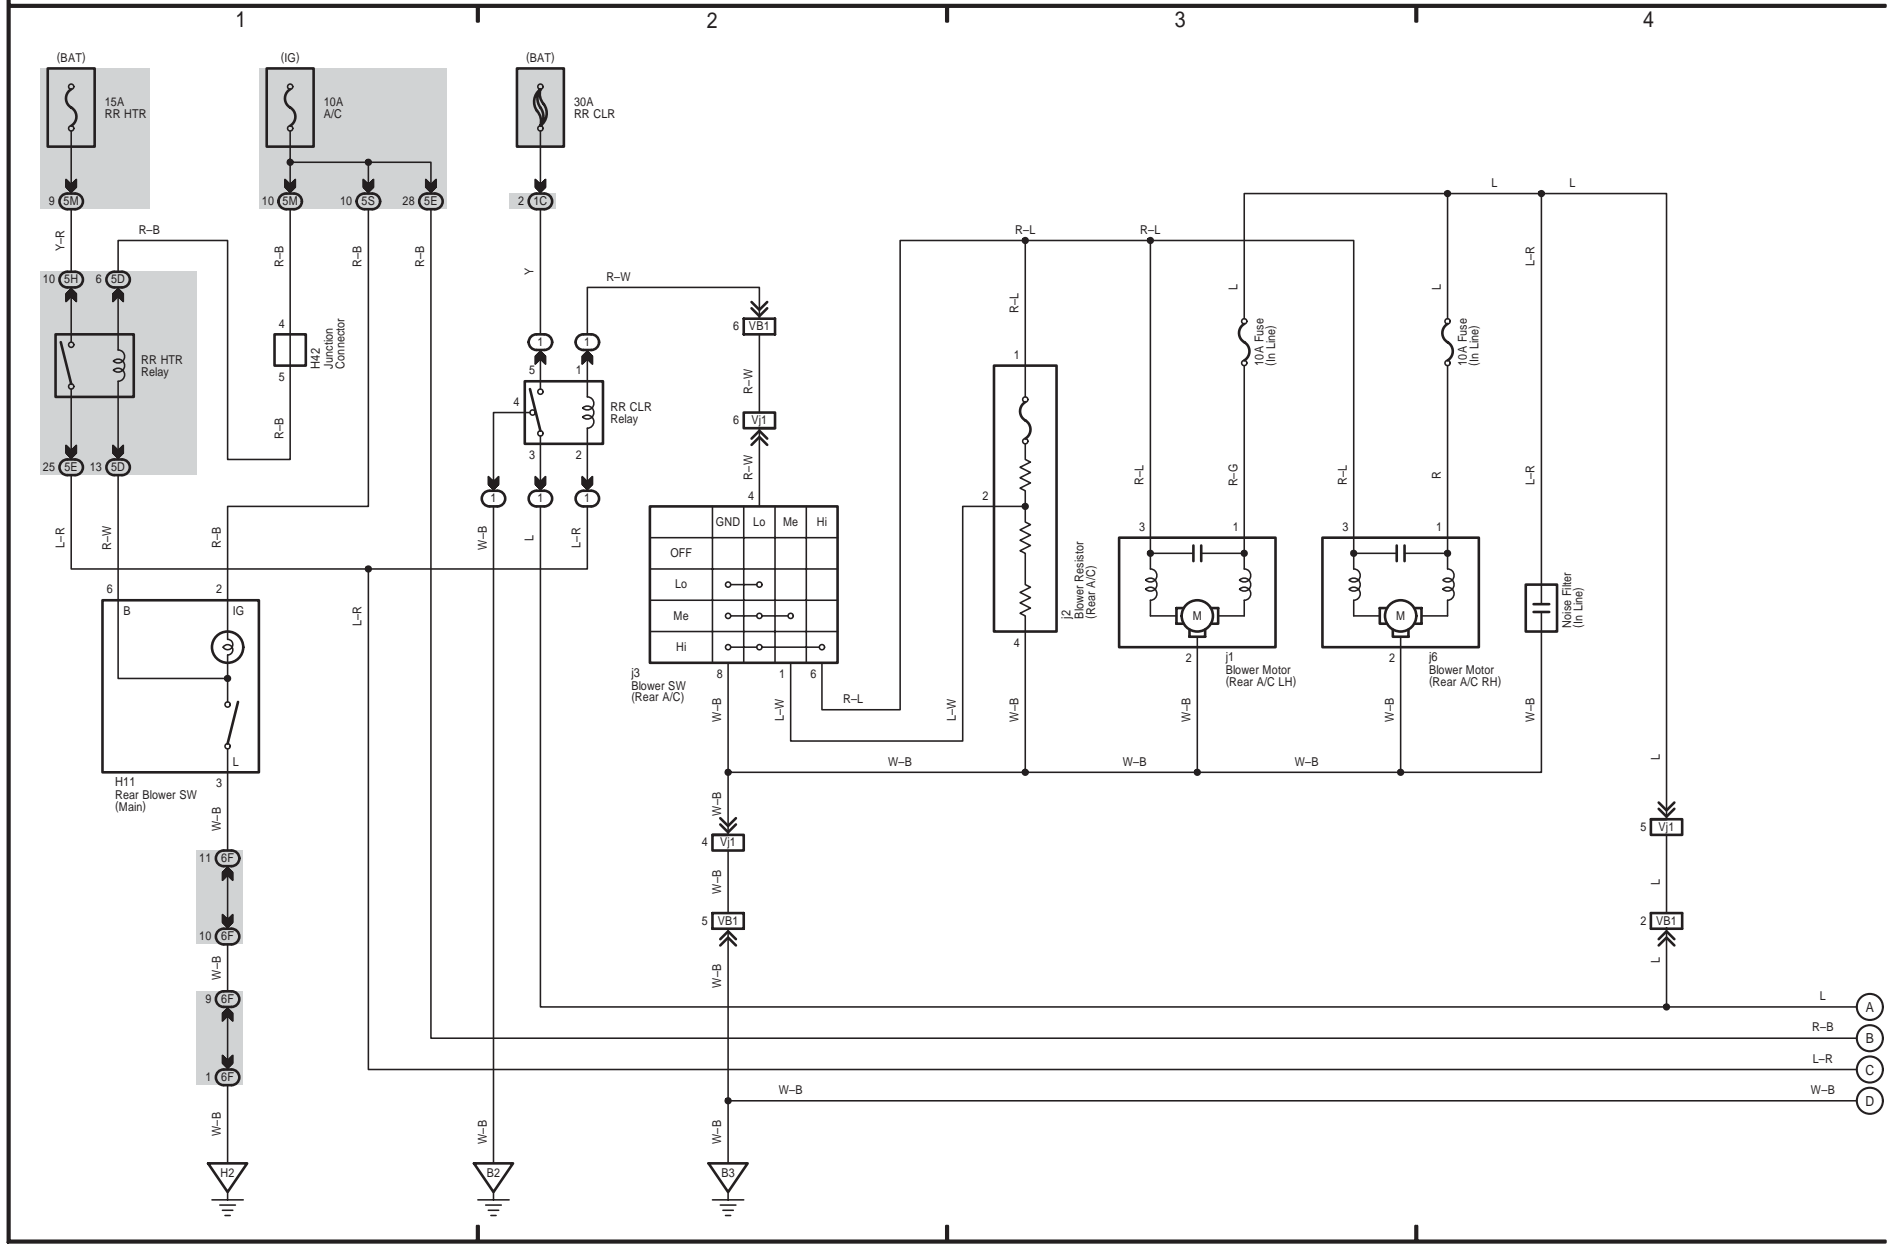 1
2
3
4
(BAT)
(IG)
(BAT)
15A
RR HTR
10A
A/C
30A
RR CLR
9 5M
10 5M
10 5S
28 5E
2 1C
L
L
Y–R
R–B
R–B
R–B
R–B
Y
R–L
R–L
L–R
10 5H
6 5D
R–W
L
L
R–L
6 VB1
4
H42
Junction
Connector
5
RR HTR
Relay
1
1
5
1
10A Fuse
(In Line)
10A Fuse
(In Line)
1
R–W
4
RR CLR
Relay
6 Vj1
R–B
3
2
25 5E
13 5D
R–W
R–L
R–G
R–L
R
L–R
1
1
1
4
2
GND
Lo
Me
Hi
OFF
Lo
Me
Hi
L–R
R–W
R–B
W–B
L
L–R
3
1
3
1
j2
Blower Resistor
(Rear A/C)
6
2
B
IG
L–R
M
M
Noise Filter
(In Line)
4
j3
Blower SW
(Rear A/C)
8
1
6
2
j1
Blower Motor
(Rear A/C LH)
2
j6
Blower Motor
(Rear A/C RH)
R–L
W–B
L–W
L–W
W–B
W–B
W–B
W–B
L
H11
Rear Blower SW
(Main)
3
W–B
W–B
W–B
L
W–B
W–B
11 6F
4 Vj1
5 Vj1
W–B
L
10 6F
5 VB1
2 VB1
W–B
W–B
L
9 6F
L
A
R–B
B
1 6F
L–R
C
W–B
W–B
D
W–B
W–B
W–B
H2
B2
B3